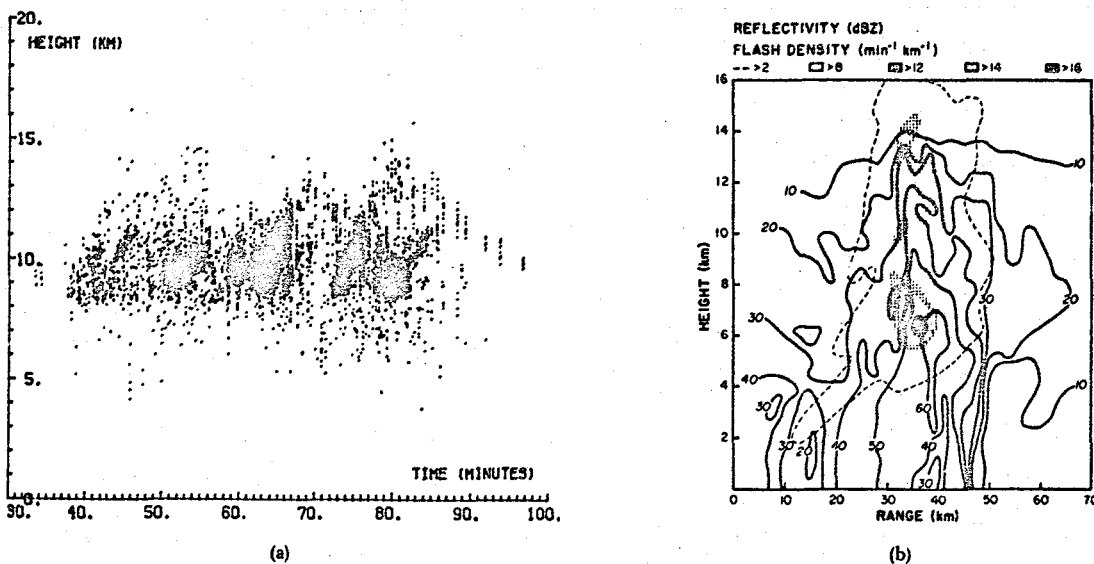 20.
HEIGHT (KM)
15.
10.
5.
0.
TIME (MINUTES)
30. 40. 50. 60. 70. 80. 90. 100.
(a)
REFLECTIVITY (dBZ)
FLASH DENSITY (min⁻¹ km⁻¹)
>2 >8 >12 >14 >16
16
14
12
10
8
6
4
2
HEIGHT (km)
10
10
20
30
30
20
40
10
30
60
30
20
40
50
40
30
0 10 20 30 40 50 60 70
RANGE (km)
(b)